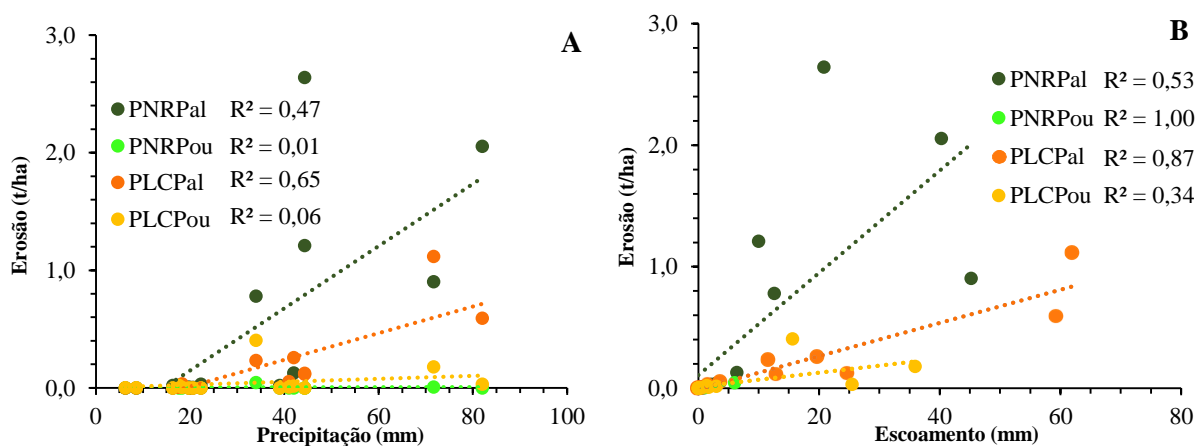 A
3,0
2,0
1,0
0,0
Erosão (t/ha)
PNRPal R² = 0,47
PNRPou R² = 0,01
PLCPal R² = 0,65
PLCPou R² = 0,06
0 20 40 60 80 100
Precipitação (mm)
B
3,0
2,0
1,0
0,0
Erosão (t/ha)
PNRPal R² = 0,53
PNRPou R² = 1,00
PLCPal R² = 0,87
PLCPou R² = 0,34
0 20 40 60 80
Escoamento (mm)